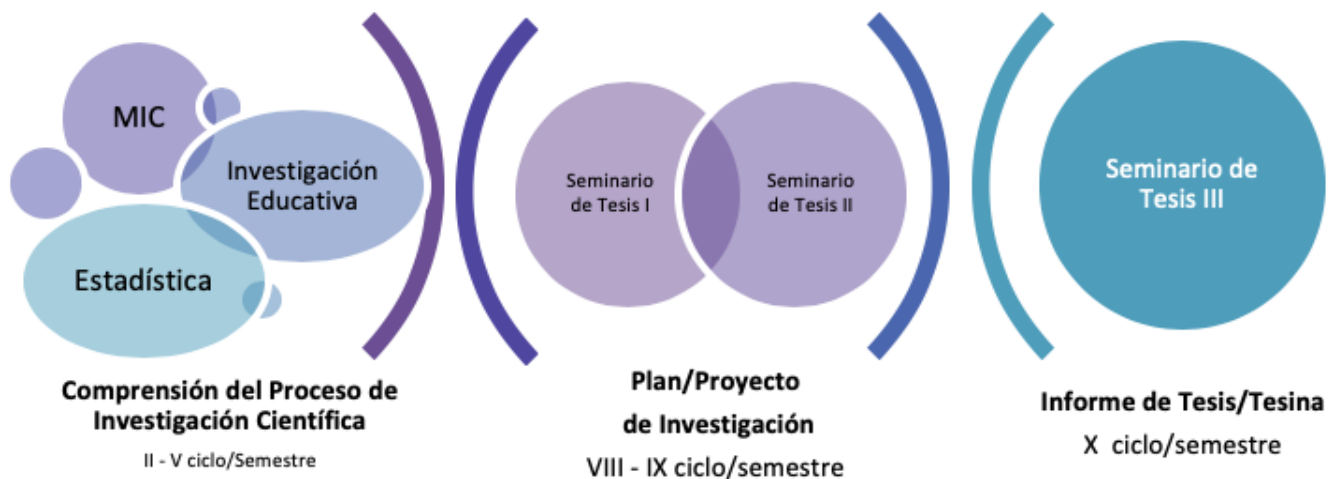 MIC
Investigación
Educativa
Estadística
Comprensión del Proceso de
Investigación Científica
II - V ciclo/Semestre
Seminario
de Tesis I
Seminario
de Tesis II
Plan/Proyecto
de Investigación
VIII - IX ciclo/semestre
Seminario de
Tesis III
Informe de Tesis/Tesina
X ciclo/semestre